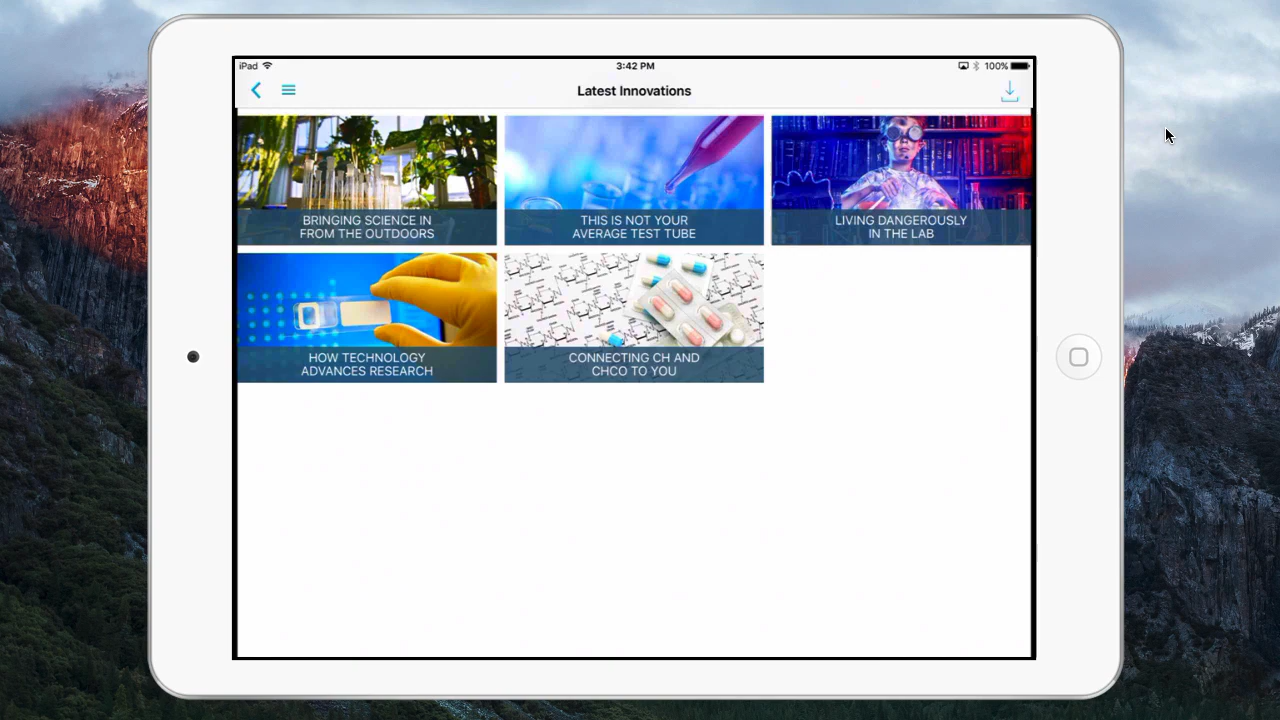 iPad
3:42 PM
100%
Latest Innovations
BRINGING SCIENCE IN
FROM THE OUTDOORS
THIS IS NOT YOUR
AVERAGE TEST TUBE
LIVING DANGEROUSLY
IN THE LAB
HOW TECHNOLOGY
ADVANCES RESEARCH
CONNECTING CH AND
CHCO TO YOU